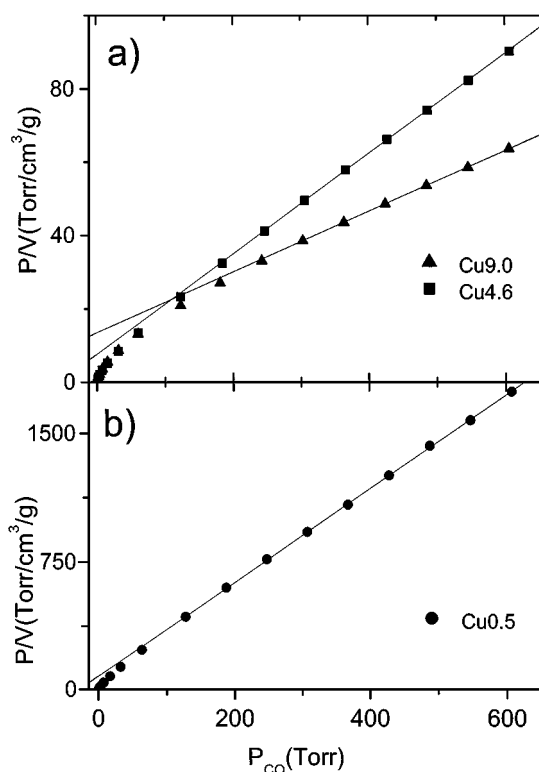 a)
P/V(Torr/cm³/g)
80
40
0
Cu9.0
Cu4.6
b)
P/V(Torr/cm³/g)
1500
750
0
Cu0.5
0 200 400 600
P_CO(Torr)